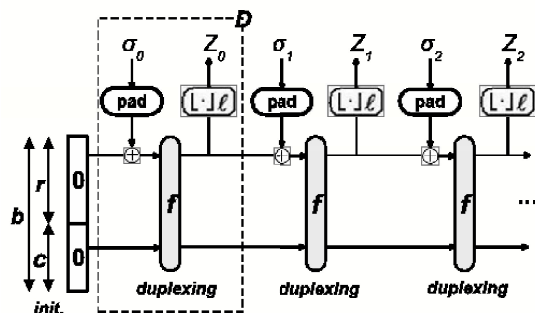 D
σ0 Z0 σ1 Z1 σ2 Z2
pad ⌊·⌋ℓ pad ⌊·⌋ℓ pad ⌊·⌋ℓ
b r 0 f f f ...
c 0
init. duplexing duplexing duplexing